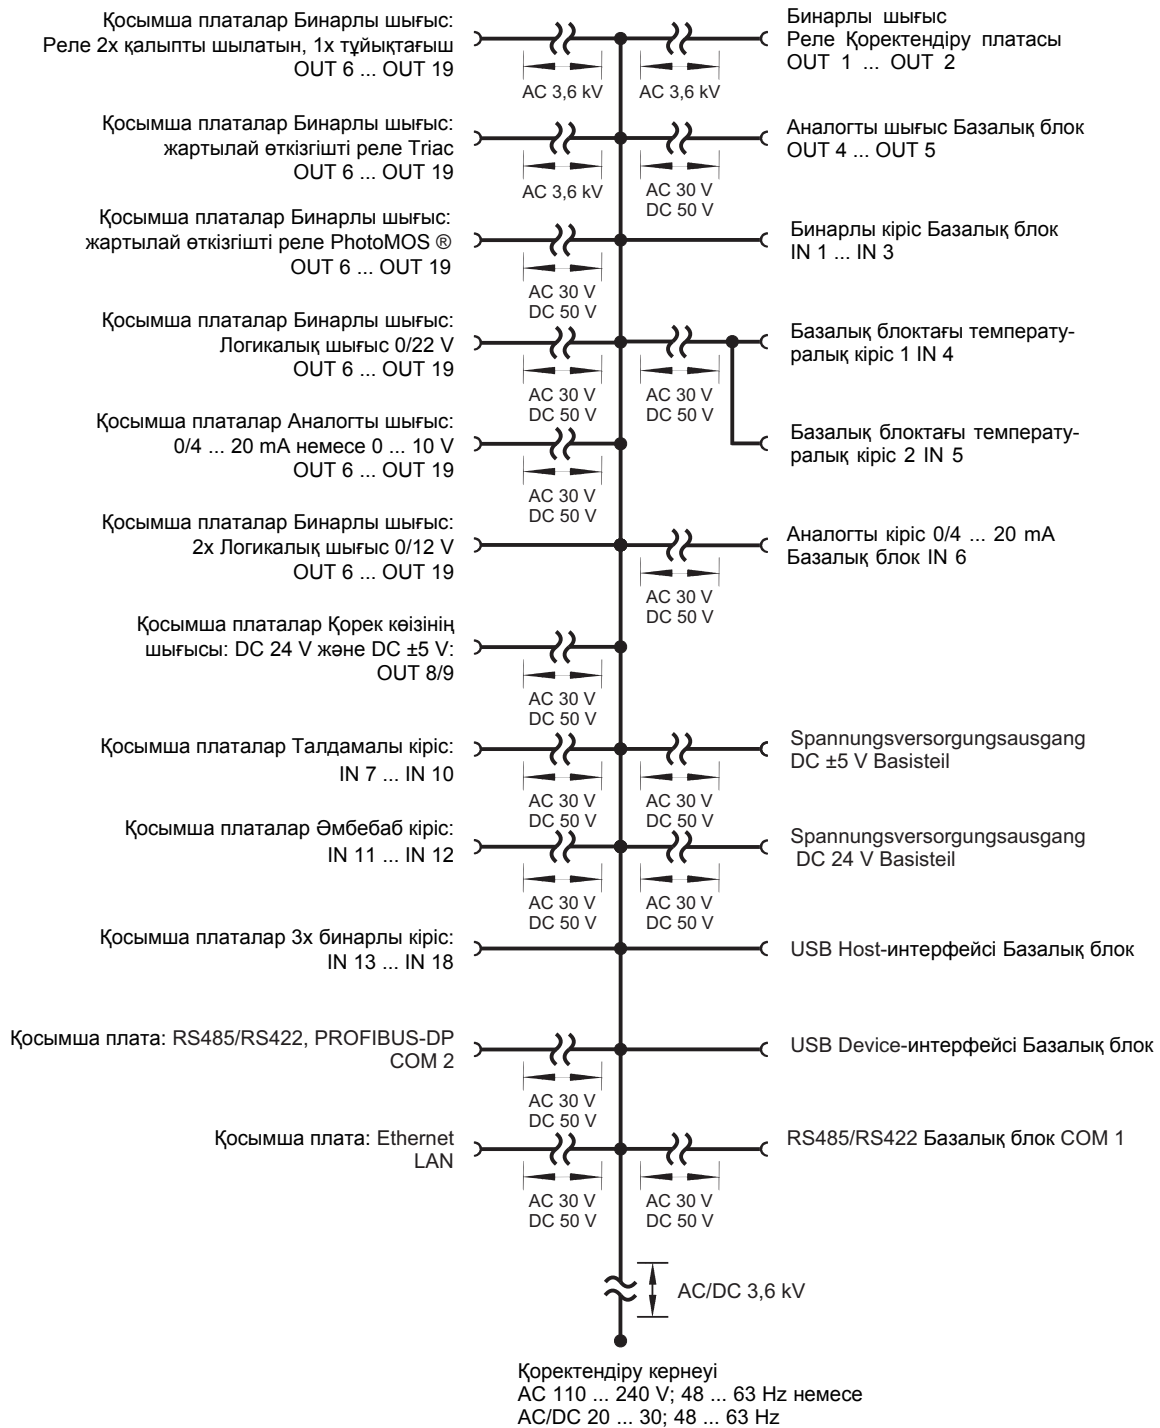 Қосымша платалар Бинарлы шығыс:
Реле 2x қалыпты шылатын, 1x тұйықтағыш
OUT 6 ... OUT 19
AC 3,6 kV
AC 3,6 kV
Бинарлы шығыс
Реле Қоректендіру платасы
OUT 1 ... OUT 2
Қосымша платалар Бинарлы шығыс:
жартылай өткізгішті реле Triac
OUT 6 ... OUT 19
AC 3,6 kV
AC 30 V
DC 50 V
Аналогты шығыс Базалық блок
OUT 4 ... OUT 5
Қосымша платалар Бинарлы шығыс:
жартылай өткізгішті реле PhotoMOS ®
OUT 6 ... OUT 19
AC 30 V
DC 50 V
Бинарлы кіріс Базалық блок
IN 1 ... IN 3
Қосымша платалар Бинарлы шығыс:
Логикалық шығыс 0/22 V
OUT 6 ... OUT 19
AC 30 V
DC 50 V
AC 30 V
DC 50 V
Базалық блоктағы температу-
ралық кіріс 1 IN 4
Қосымша платалар Аналогты шығыс:
0/4 ... 20 mA немесе 0 ... 10 V
OUT 6 ... OUT 19
AC 30 V
DC 50 V
Базалық блоктағы температу-
ралық кіріс 2 IN 5
Қосымша платалар Бинарлы шығыс:
2x Логикалық шығыс 0/12 V
OUT 6 ... OUT 19
AC 30 V
DC 50 V
Аналогты кіріс 0/4 ... 20 mA
Базалық блок IN 6
Қосымша платалар Қорек көізінің
шығысы: DC 24 V және DC ±5 V:
OUT 8/9
AC 30 V
DC 50 V
Қосымша платалар Талдамалы кіріс:
IN 7 ... IN 10
AC 30 V
DC 50 V
AC 30 V
DC 50 V
Spannungsversorgungsausgang
DC ±5 V Basisteil
Қосымша платалар Әмбебаб кіріс:
IN 11 ... IN 12
AC 30 V
DC 50 V
AC 30 V
DC 50 V
Spannungsversorgungsausgang
DC 24 V Basisteil
Қосымша платалар 3x бинарлы кіріс:
IN 13 ... IN 18
USB Host-интерфейсі Базалық блок
Қосымша плата: RS485/RS422, PROFIBUS-DP
COM 2
AC 30 V
DC 50 V
USB Device-интерфейсі Базалық блок
Қосымша плата: Ethernet
LAN
AC 30 V
DC 50 V
AC 30 V
DC 50 V
RS485/RS422 Базалық блок COM 1
AC/DC 3,6 kV
Қоректендіру кернеуі
AC 110 ... 240 V; 48 ... 63 Hz немесе
AC/DC 20 ... 30; 48 ... 63 Hz